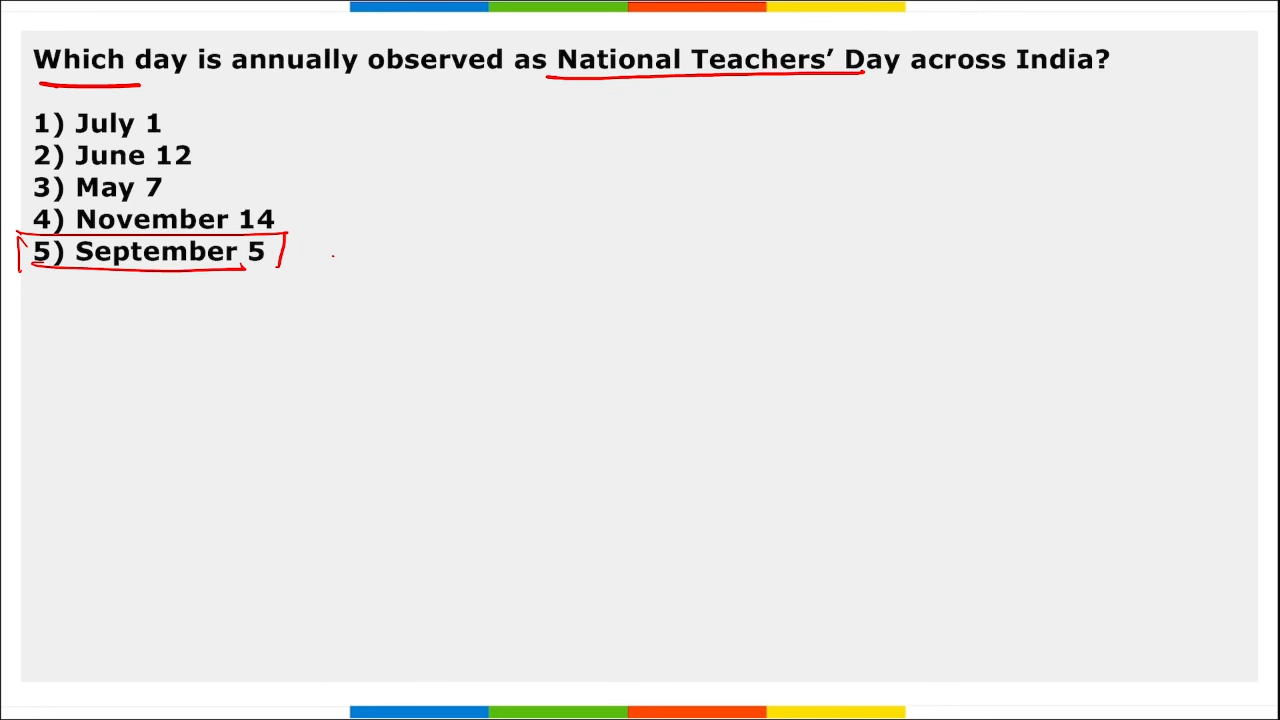 Which day is annually observed as National Teachers’ Day across India?
1) July 1
2) June 12
3) May 7
4) November 14
5) September 5